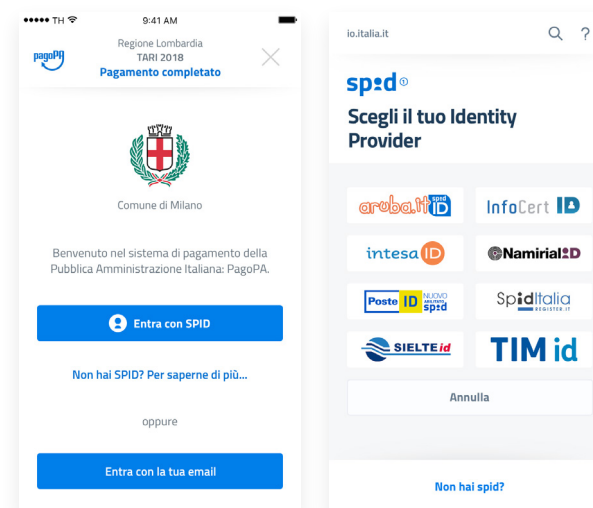 TH
9:41 AM
pagoPA
Regione Lombardia
TARI 2018
Pagamento completato
Comune di Milano
Benvenuto nel sistema di pagamento della
Pubblica Amministrazione Italiana: PagoPA.
Entra con SPID
Non hai SPID? Per saperne di più...
oppure
Entra con la tua email
io.italia.it
?
spid
Scegli il tuo Identity
Provider
aruba.it spid ID
InfoCert ID
intesa ID
Namirial ID
Poste ID NUOVO ABILITATO spid
SpidItalia
REGISTER.IT
SIELTE id
TIM id
Annulla
Non hai spid?